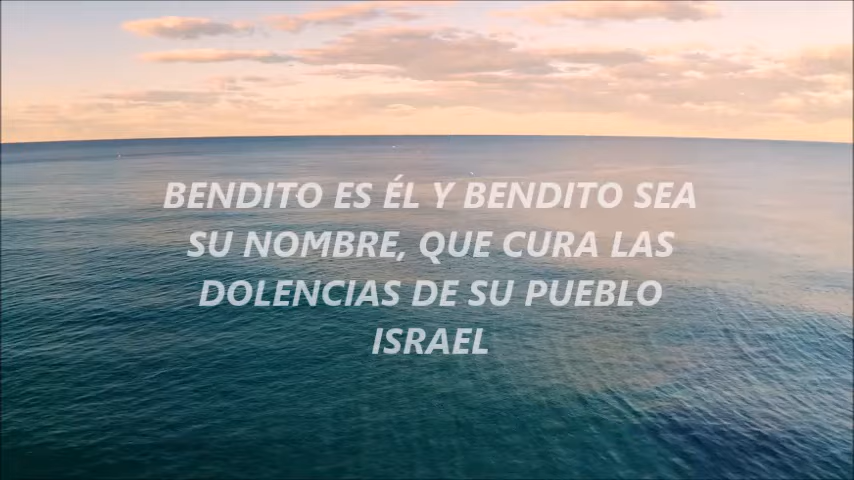 BENDITO ES ÉL Y BENDITO SEA
SU NOMBRE, QUE CURA LAS
DOLENCIAS DE SU PUEBLO
ISRAEL